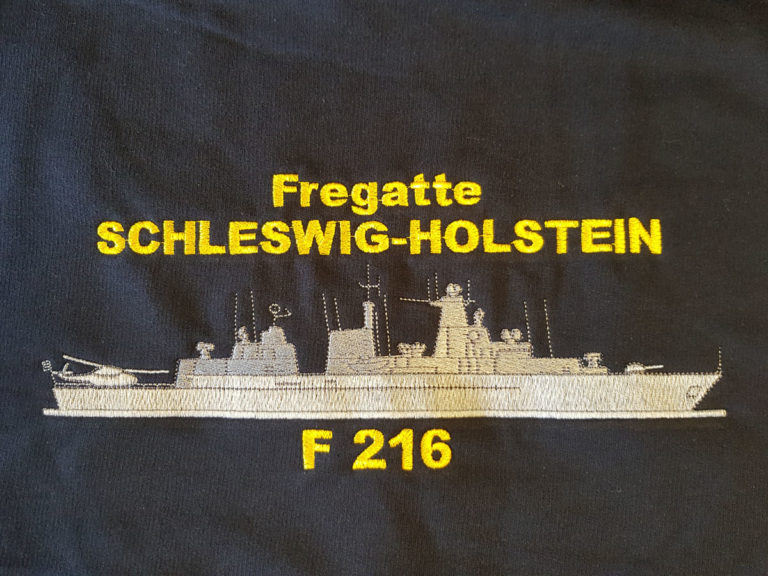 Fregatte
SCHLESWIG-HOLSTEIN
F 216